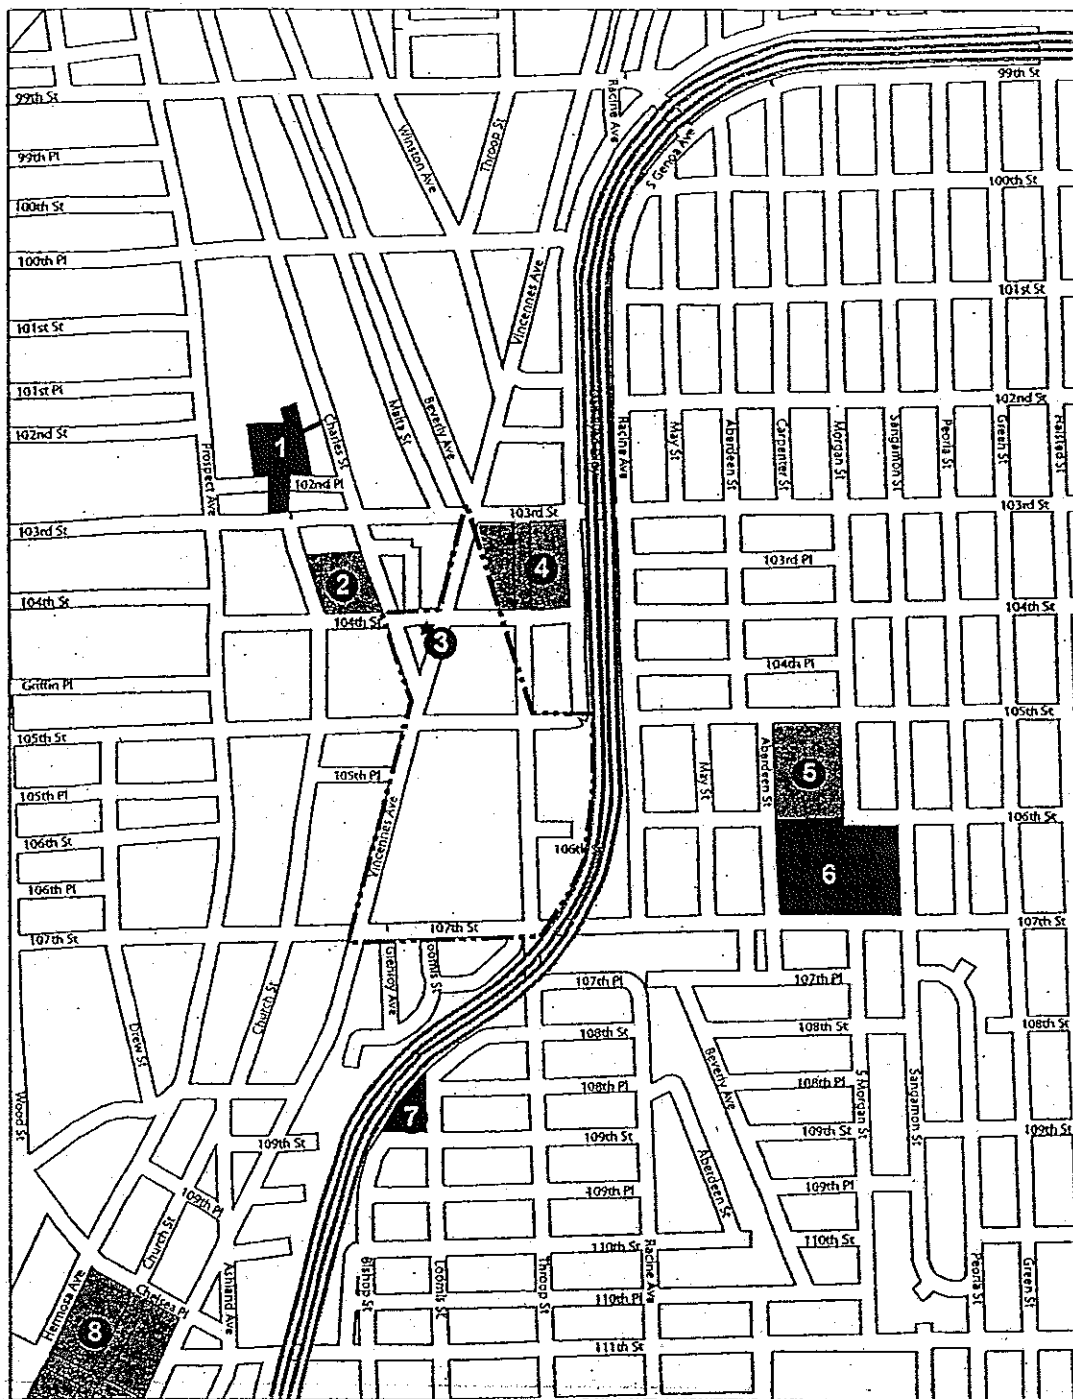 99th St
99th St
Racine Ave
Throop St
Winston Ave
S Genoa Ave
99th Pl
100th St
100th St
100th Pl
Vincennes Ave
101st St
101st St
101st Pl
102nd St
102nd St
Malta St
Beverly Ave
Charles St
Prospect Ave
1
102nd Pl
Racine Ave
May St
Aberdeen St
Carpenter St
Morgan St
Sangamon St
Peoria St
Green St
Halsted St
103rd St
103rd St
103rd St
103rd Pl
2
4
104th St
104th St
104th St
3
104th Pl
Griffin Pl
105th St
105th St
105th Pl
105th Pl
May St
Aberdeen St
5
106th St
106th St
Vincennes Ave
106th
106th Pl
6
107th St
107th St
107th St
Loomis St
Glenroy Ave
107th Pl
107th Pl
Church St
Drew St
108th St
108th St
108th St
Beverly Ave
108th Pl
108th Pl
S Morgan St
Sangamon St
Wood St
7
109th St
109th St
109th St
109th St
109th Pl
109th Pl
109th Pl
Church St
Aberdeen St
110th St
110th St
Hermosa Ave
Chelsea Pl
Ashland Ave
Bishop St
Loomis St
Throop St
Racine Ave
110th Pl
Peoria St
Green St
8
111th St